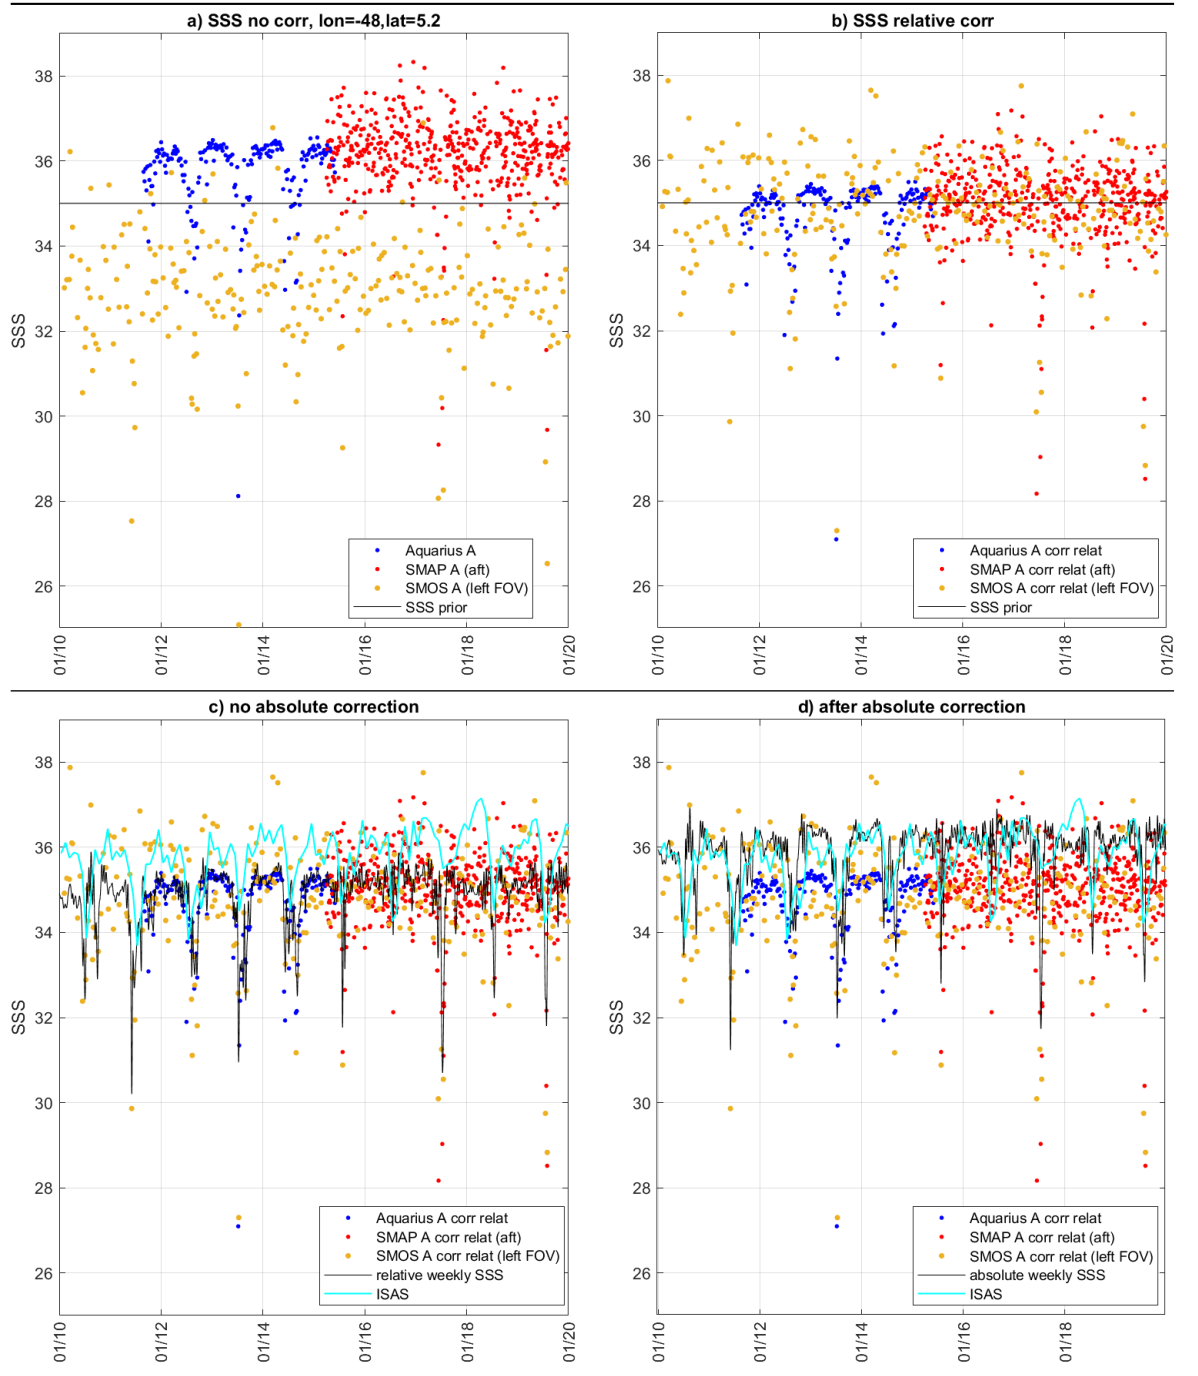 a) SSS no corr, lon=-48,lat=5.2
38
36
34
32
30
28
26
SSS
Aquarius A
SMAP A (aft)
SMOS A (left FOV)
SSS prior
01/10
01/12
01/14
01/16
01/18
01/20
b) SSS relative corr
38
36
34
32
30
28
26
SSS
Aquarius A corr relat
SMAP A corr relat (aft)
SMOS A corr relat (left FOV)
SSS prior
01/10
01/12
01/14
01/16
01/18
01/20
c) no absolute correction
38
36
34
32
30
28
26
SSS
Aquarius A corr relat
SMAP A corr relat (aft)
SMOS A corr relat (left FOV)
relative weekly SSS
ISAS
01/10
01/12
01/14
01/16
01/18
01/20
d) after absolute correction
38
36
34
32
30
28
26
SSS
Aquarius A corr relat
SMAP A corr relat (aft)
SMOS A corr relat (left FOV)
absolute weekly SSS
ISAS
01/10
01/12
01/14
01/16
01/18
01/20